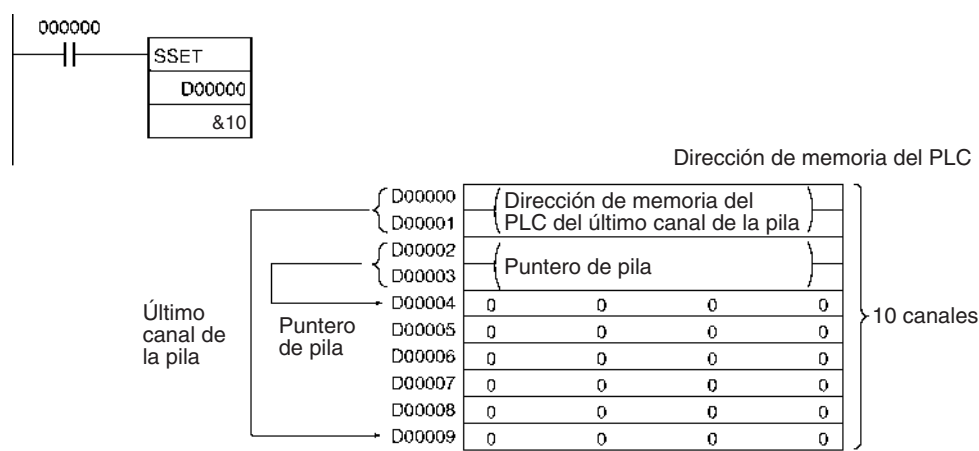 000000
SSET
D00000
&10
Dirección de memoria del PLC
D00000
D00001
Dirección de memoria del
PLC del último canal de la pila
D00002
D00003
Puntero de pila
D00004 0 0 0 0
D00005 0 0 0 0
D00006 0 0 0 0
D00007 0 0 0 0
D00008 0 0 0 0
D00009 0 0 0 0
Último
canal de
la pila
Puntero
de pila
10 canales